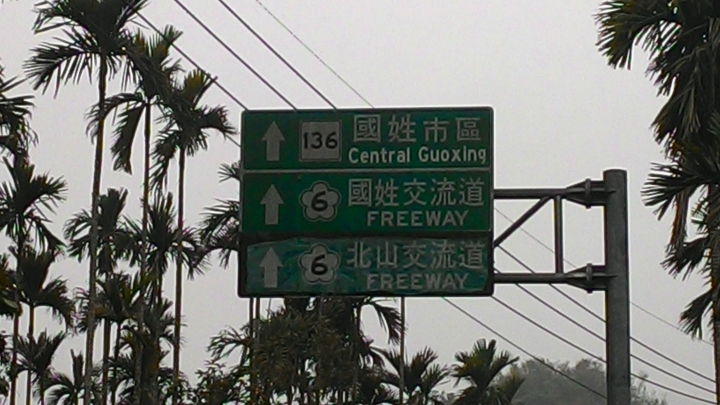 136 國姓市區
Central Guoxing
6 國姓交流道
FREEWAY
6 北山交流道
FREEWAY